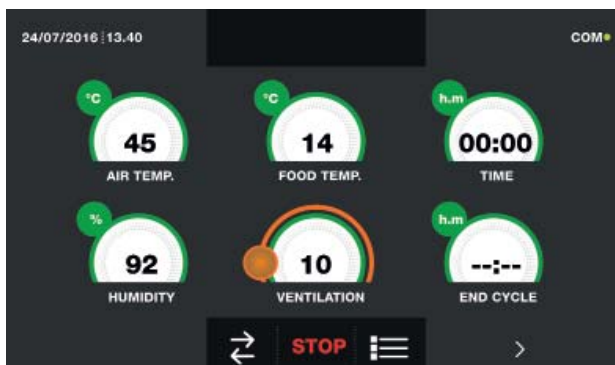 24/07/2016 13.40
COM
°C
°C
h.m
45
14
00:00
AIR TEMP.
FOOD TEMP.
TIME
%
h.m
92
10
--:--
HUMIDITY
VENTILATION
END CYCLE
STOP